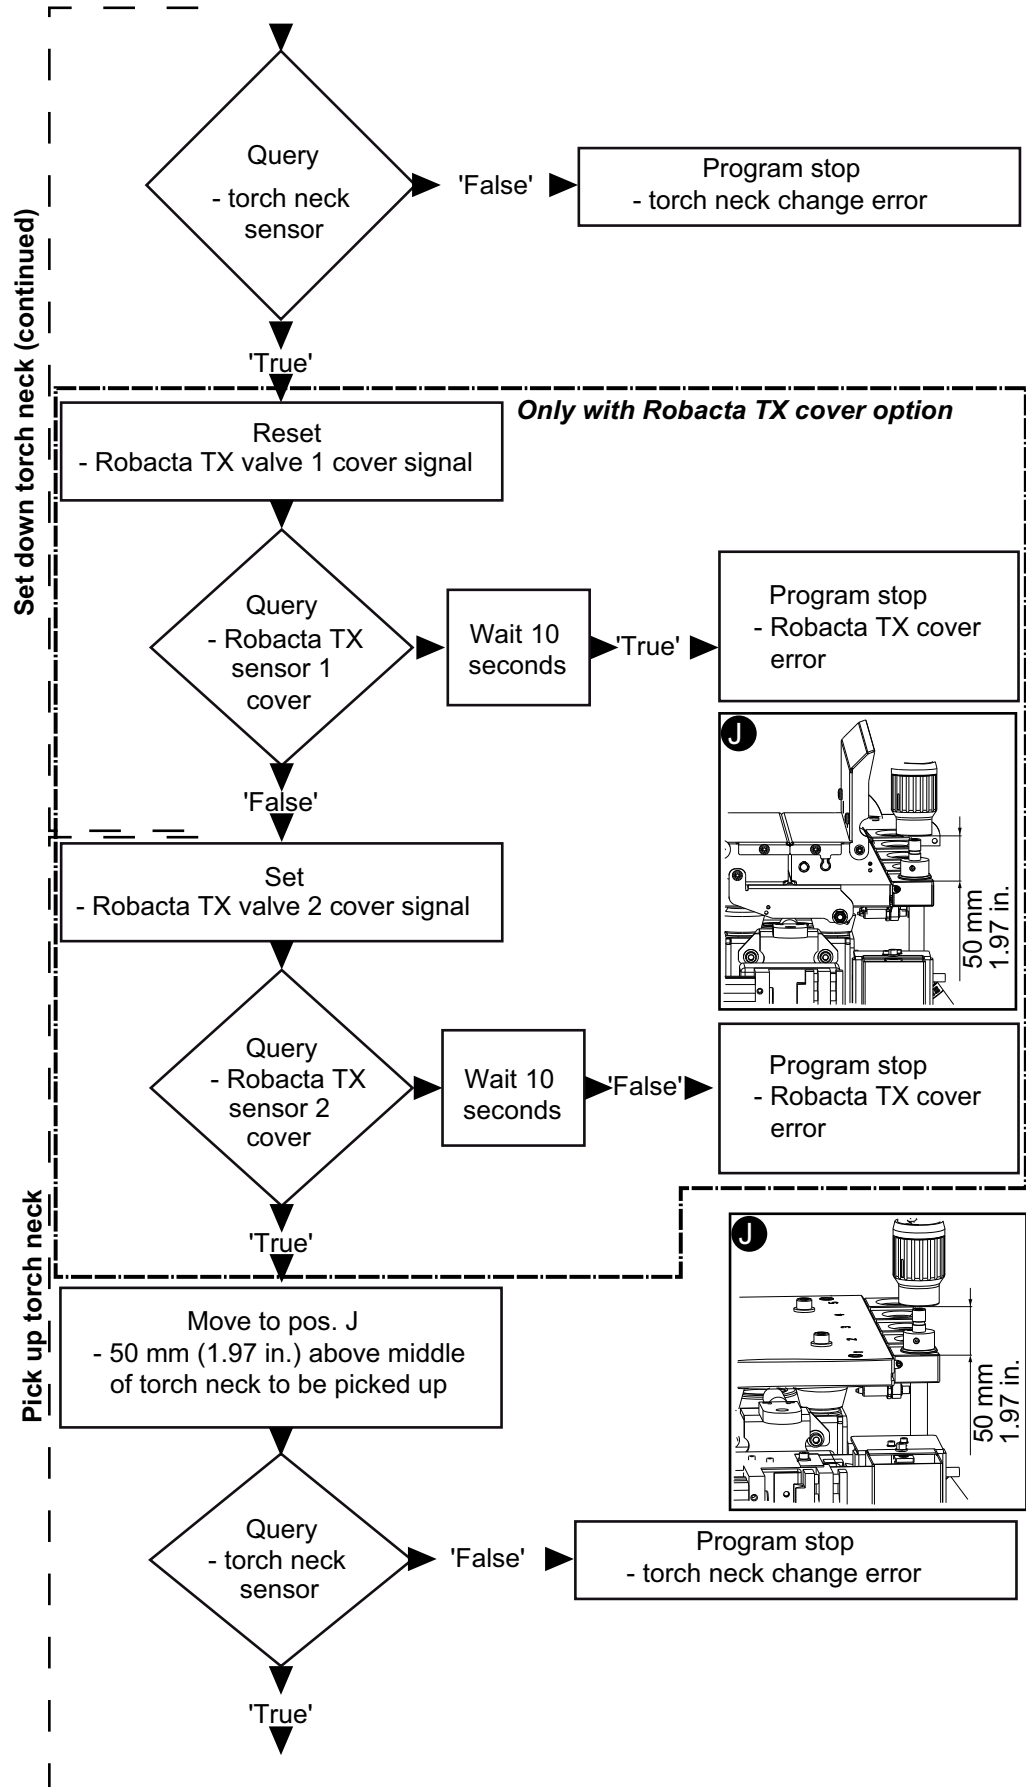 Set down torch neck (continued)
Query
- torch neck
sensor
'False'
Program stop
- torch neck change error
'True'
Only with Robacta TX cover option
Reset
- Robacta TX valve 1 cover signal
Query
- Robacta TX
sensor 1
cover
Wait 10
seconds
'True'
Program stop
- Robacta TX cover
error
'False'
J
50 mm
1.97 in.
Pick up torch neck
Set
- Robacta TX valve 2 cover signal
Query
- Robacta TX
sensor 2
cover
Wait 10
seconds
'False'
Program stop
- Robacta TX cover
error
'True'
J
5
4
3
2
1
50 mm
1.97 in.
Move to pos. J
- 50 mm (1.97 in.) above middle
of torch neck to be picked up
Query
- torch neck
sensor
'False'
Program stop
- torch neck change error
'True'